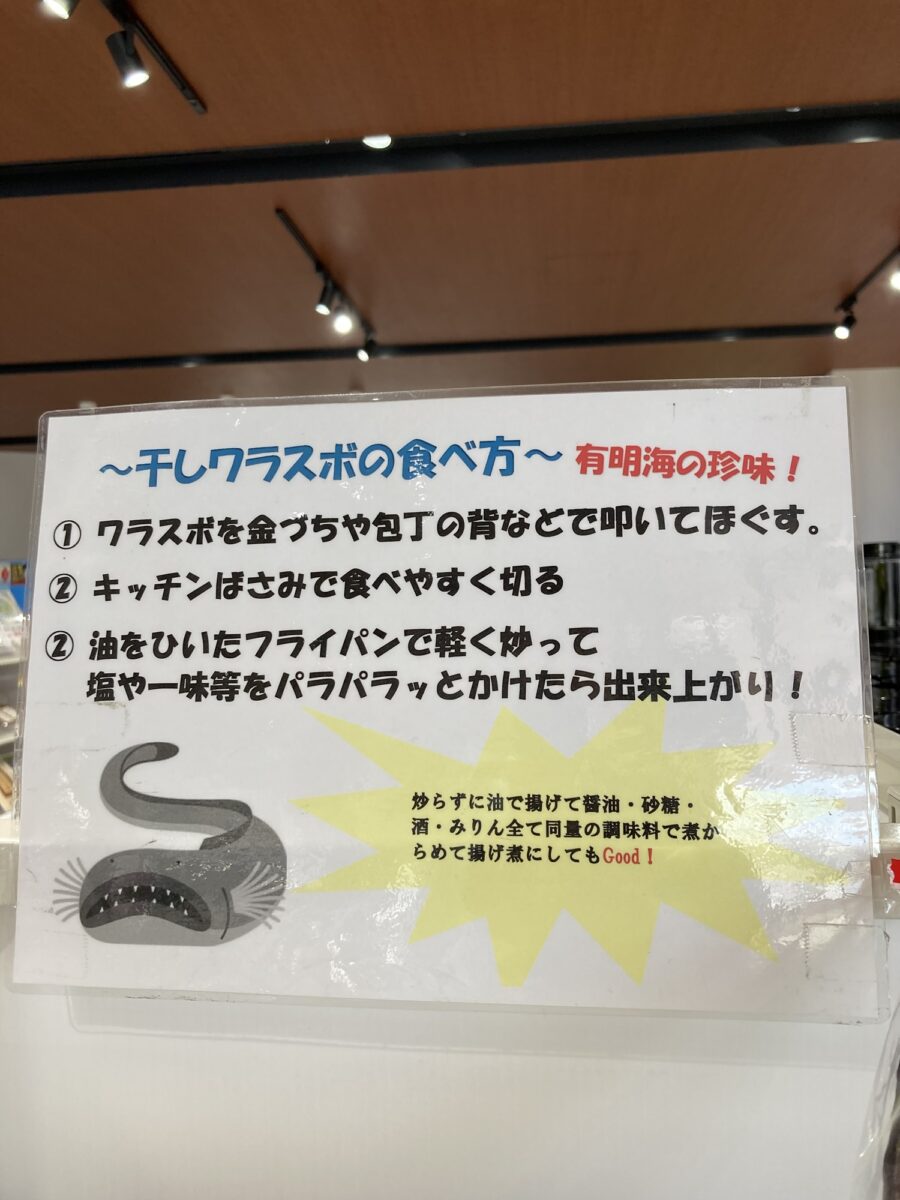 ～干しワラスボの食べ方～ 有明海の珍味！
① ワラスボを金づちや包丁の背などで叩いてほぐす。
② キッチンばさみで食べやすく切る
② 油をひいたフライパンで軽く炒って
塩や一味等をパラパラッとかけたら出来上がり！
炒らずに油で揚げて醤油・砂糖・
酒・みりん全て同量の調味料で煮か
らめて揚げ煮にしてもGood！